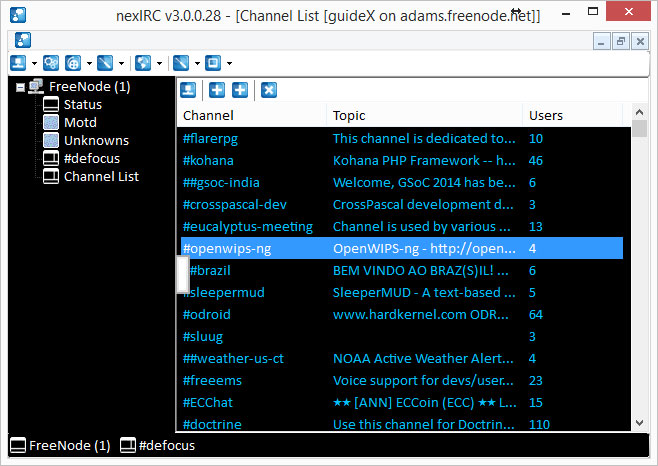 nexIRC v3.0.0.28 - [Channel List [guideX on adams.freenode.net]]
FreeNode (1)
Status
Motd
Unknowns
#defocus
Channel List
Channel Topic Users
#flarerpg This channel is dedicated to... 10
#kohana Kohana PHP Framework -- h... 46
##gsoc-india Welcome, GSoC 2014 has be... 6
#crosspascal-dev CrossPascal development d... 3
#eucalyptus-meeting Channel is used by various ... 13
#openwips-ng OpenWIPS-ng - http://open... 4
#brazil BEM VINDO AO BRAZ(S)IL! ... 6
#sleepermud SleeperMUD - A text-based ... 5
#odroid www.hardkernel.com ODR... 64
#sluug 3
##weather-us-ct NOAA Active Weather Alert... 4
#freeems Voice support for devs/user... 23
#ECChat ★★ [ANN] ECCoin (ECC) ★★ L... 15
#doctrine Use this channel for Doctrin... 110
FreeNode (1) #defocus